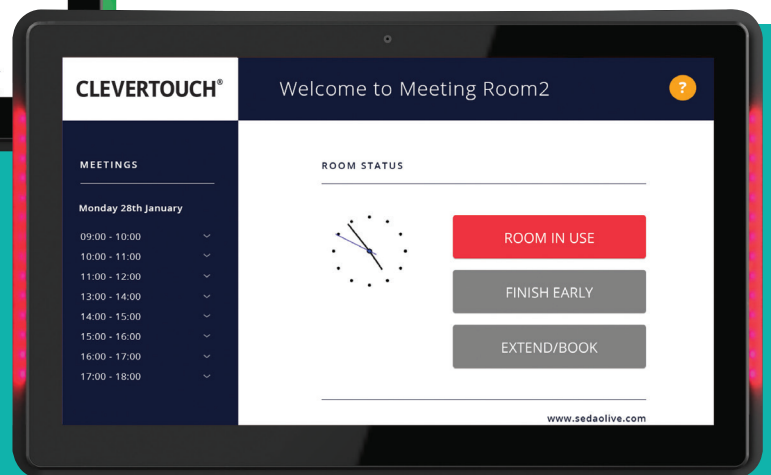 CLEVERTOUCH®
Welcome to Meeting Room2
?
MEETINGS
Monday 28th January
09:00 - 10:00
10:00 - 11:00
11:00 - 12:00
13:00 - 14:00
14:00 - 15:00
15:00 - 16:00
16:00 - 17:00
17:00 - 18:00
ROOM STATUS
ROOM IN USE
FINISH EARLY
EXTEND/BOOK
www.sedaolive.com